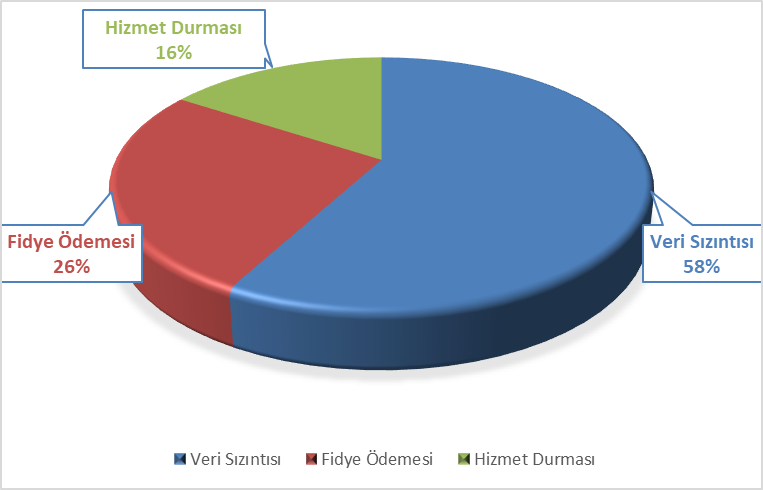 Hizmet Durması
16%
Fidye Ödemesi
26%
Veri Sızıntısı
58%
Veri Sızıntısı Fidye Ödemesi Hizmet Durması